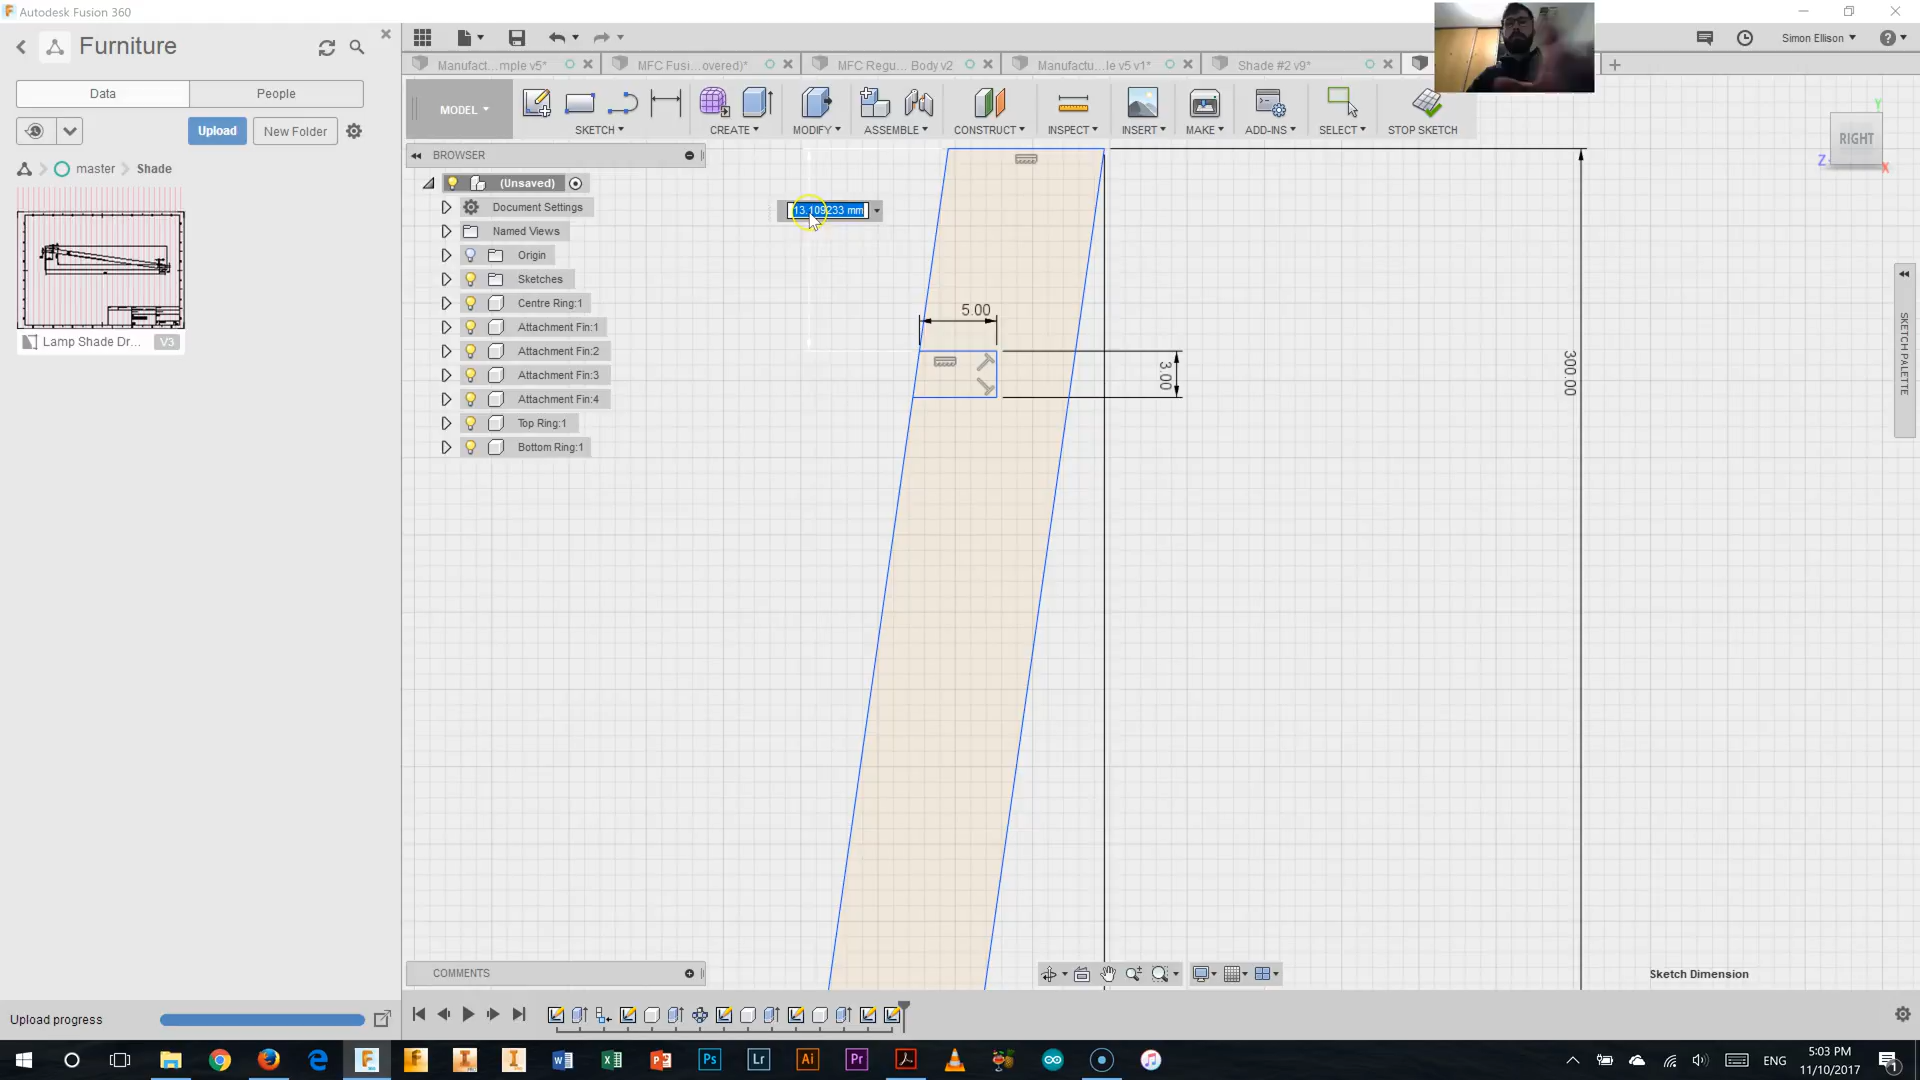 Autodesk Fusion 360
Furniture
Data
People
Upload
New Folder
master
Shade
Lamp Shade Dr...
V3
Upload progress
Manufact...mple v5*
MFC Fusi...overed)*
MFC Regu... Body v2
Manufactu...le v5 v1*
Shade #2 v9*
Simon Ellison
MODEL
SKETCH
CREATE
MODIFY
ASSEMBLE
CONSTRUCT
INSPECT
INSERT
MAKE
ADD-INS
SELECT
STOP SKETCH
BROWSER
(Unsaved)
Document Settings
Named Views
Origin
Sketches
Centre Ring:1
Attachment Fin:1
Attachment Fin:2
Attachment Fin:3
Attachment Fin:4
Top Ring:1
Bottom Ring:1
13.109233 mm
5.00
3.00
300.00
Y
RIGHT
Z
X
SKETCH PALETTE
COMMENTS
Sketch Dimension
ENG
5:03 PM
11/10/2017